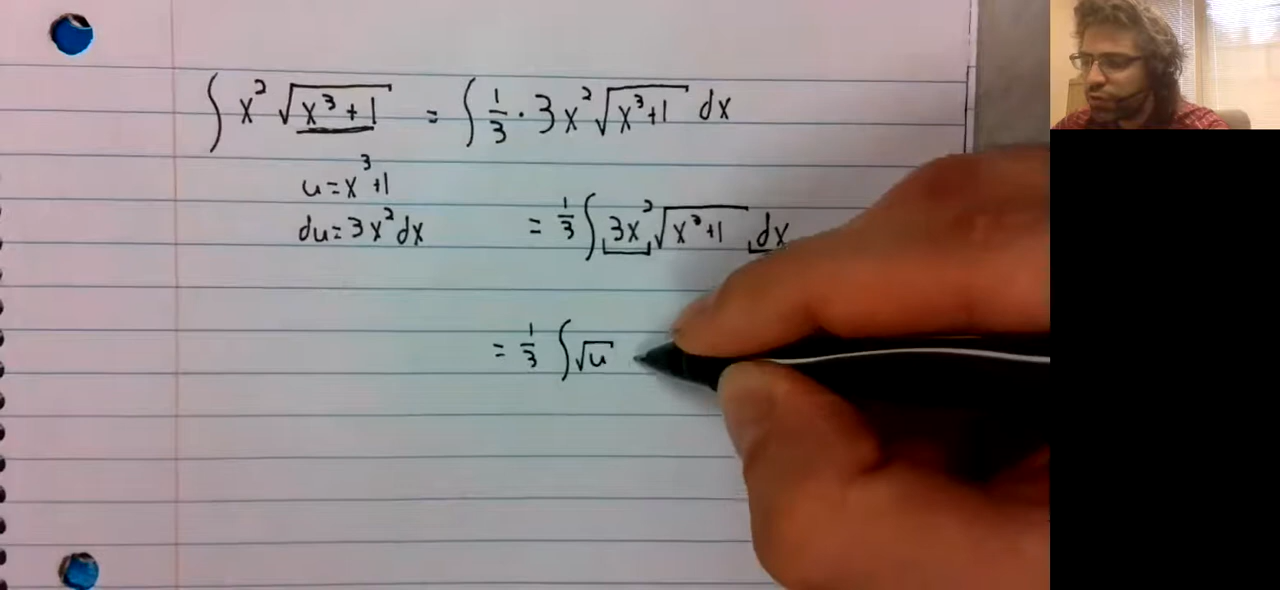 ∫ x² √(x³ + 1) = ∫ 1/3 · 3x² √(x³+1) dx
u = x³+1
du = 3x² dx = 1/3 ∫ 3x² √(x³+1) dx
= 1/3 ∫ √u